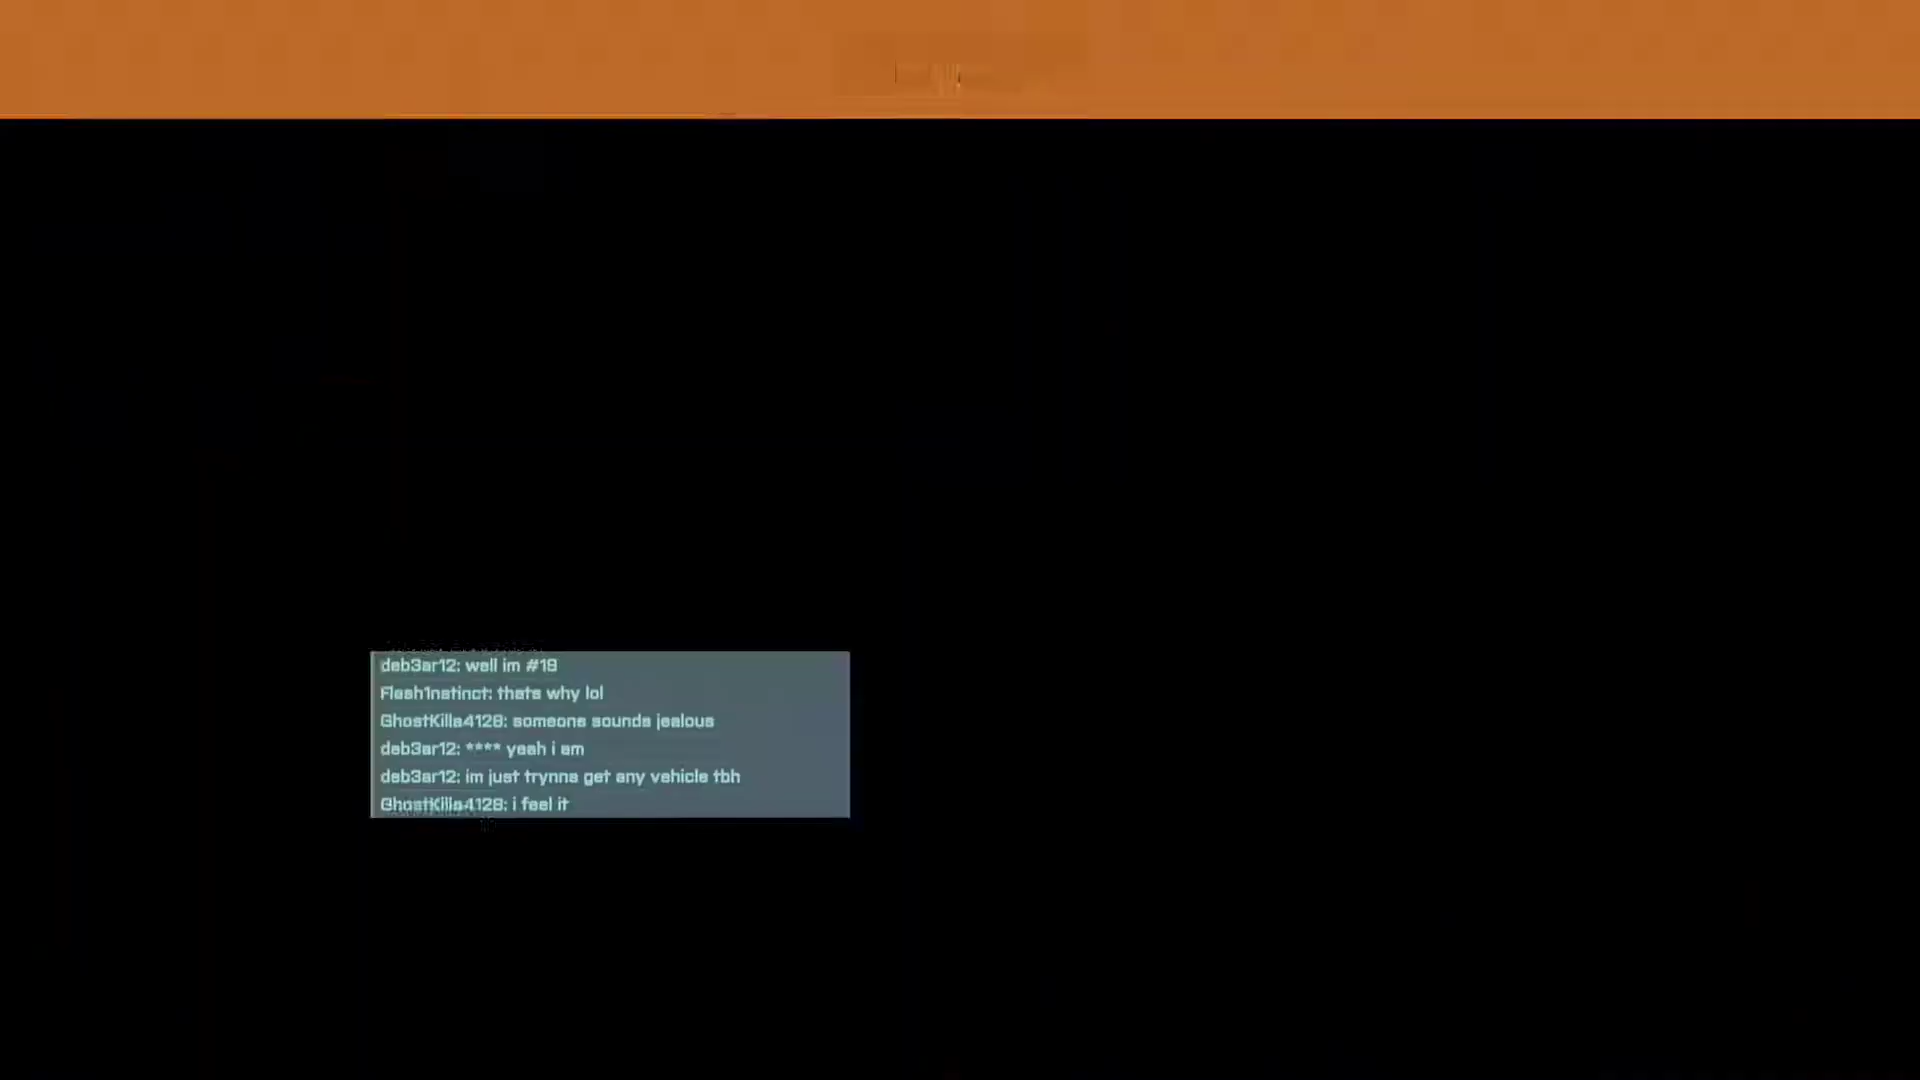 deb3ar12: well im #19
Flesh1nstinct: thats why lol
GhostKilla4128: someone sounds jealous
deb3ar12: **** yeah i am
deb3ar12: im just trynna get any vehicle tbh
GhostKilla4128: i feel it